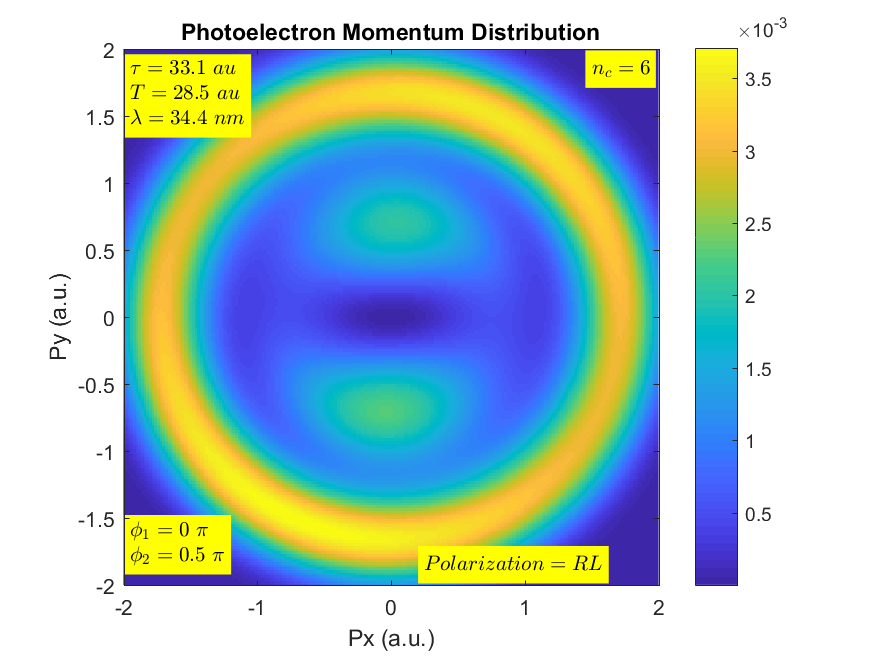 Photoelectron Momentum Distribution
×10⁻³
τ = 33.1 au
T = 28.5 au
λ = 34.4 nm
n_c = 6
2
1.5
1
0.5
0
-0.5
-1
-1.5
-2
Py (a.u.)
3.5
3
2.5
2
1.5
1
0.5
ϕ₁ = 0 π
ϕ₂ = 0.5 π
Polarization = RL
-2 -1 0 1 2
Px (a.u.)